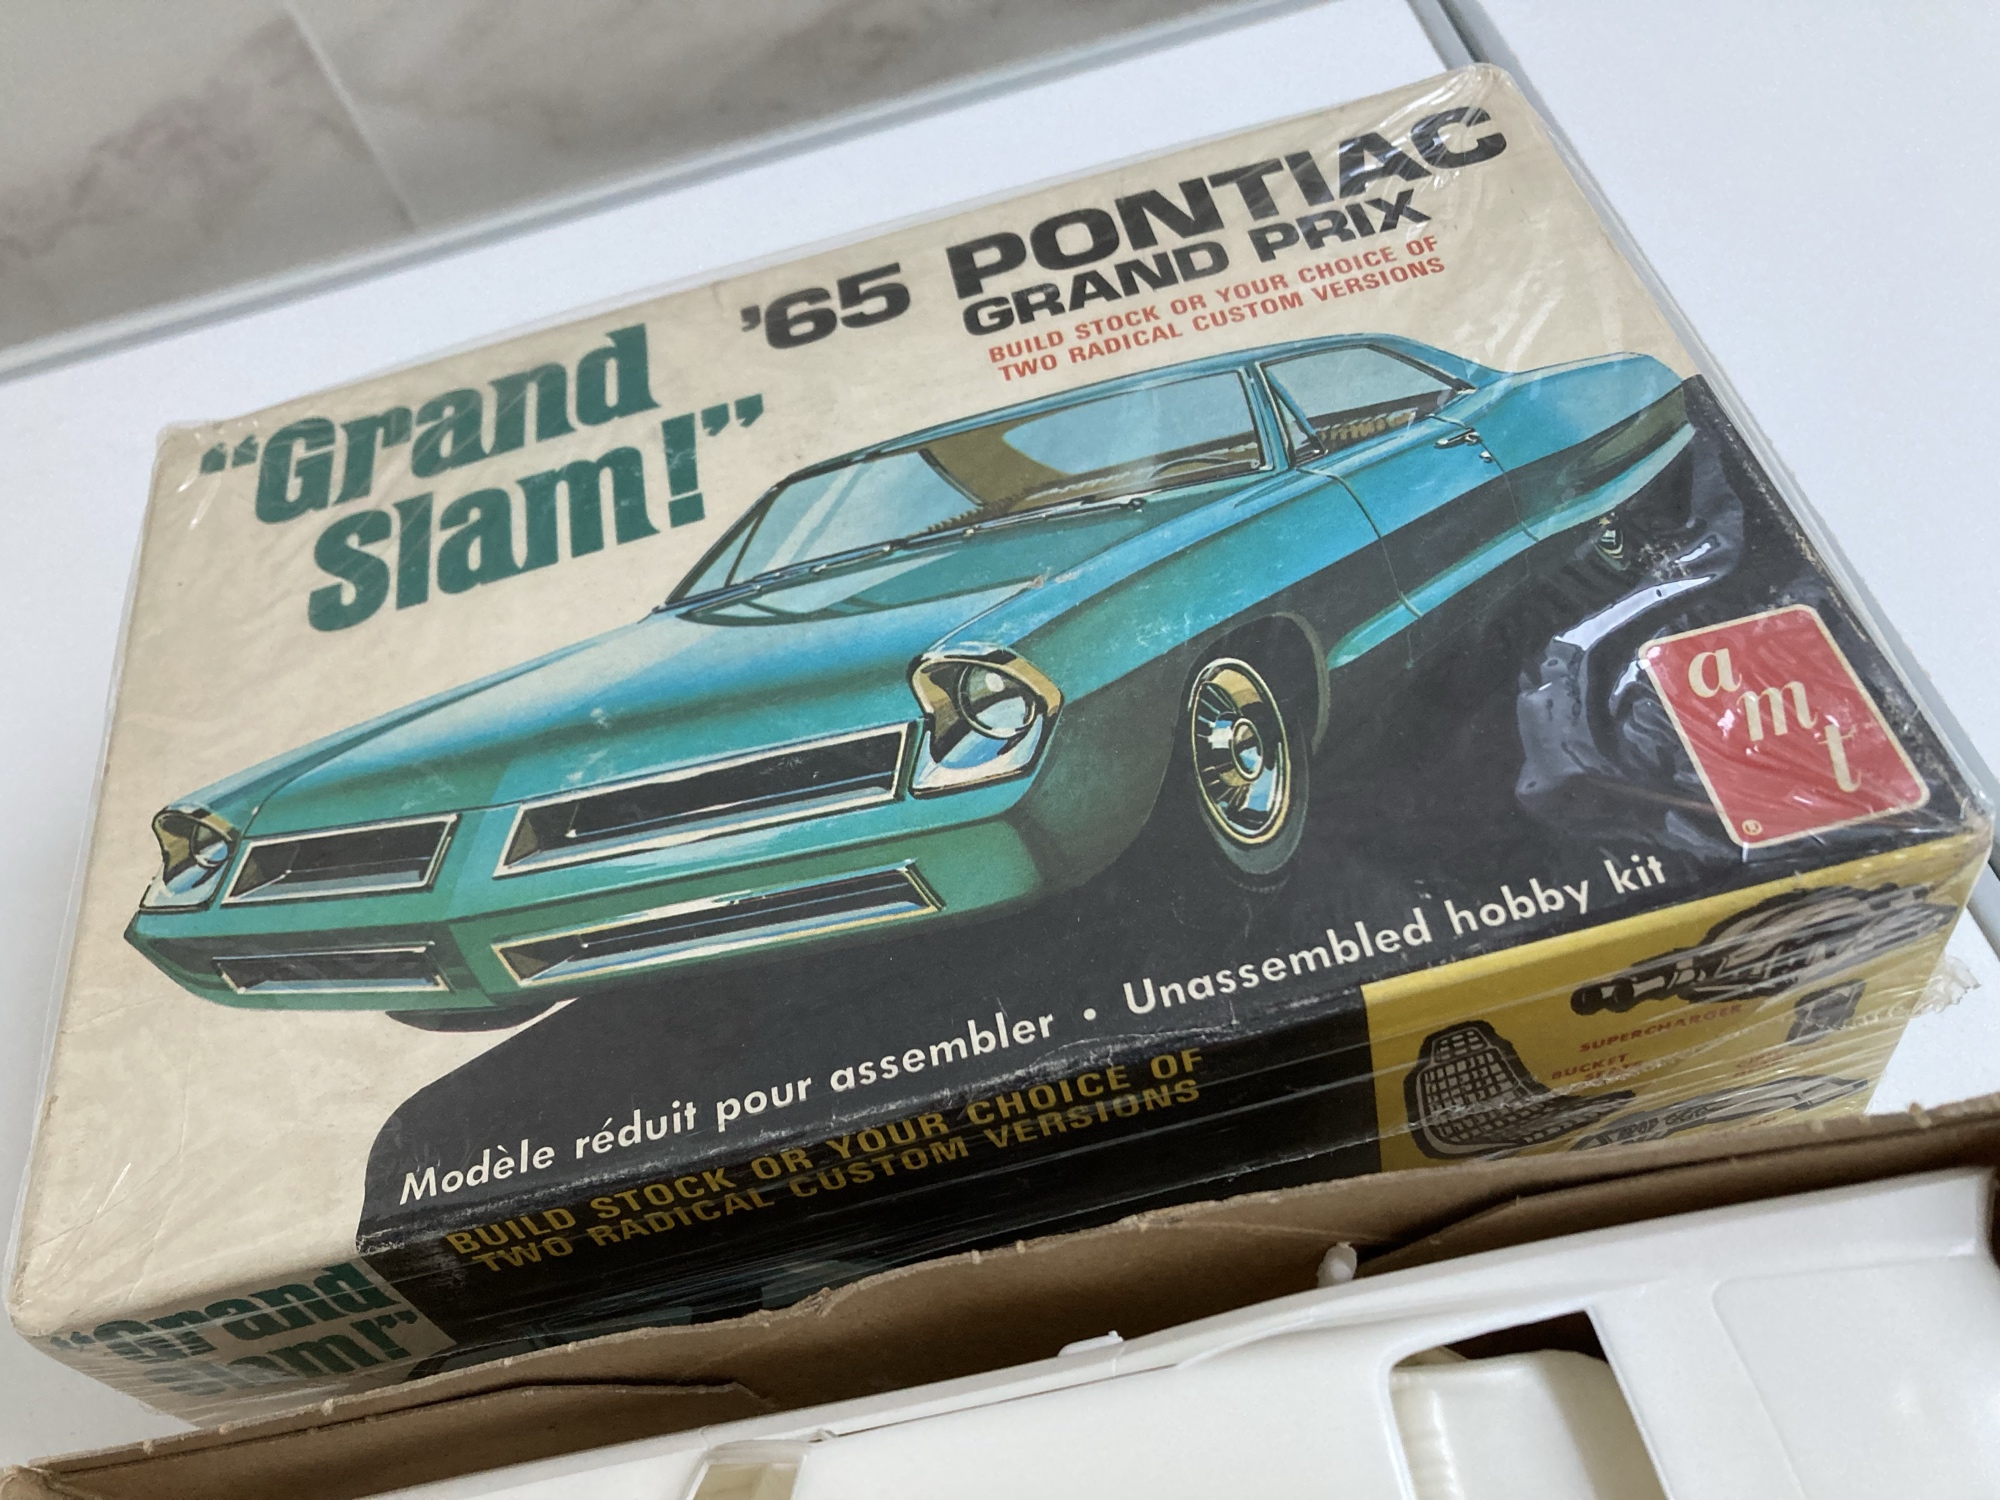 '65 PONTIAC
GRAND PRIX
BUILD STOCK OR YOUR CHOICE OF
TWO RADICAL CUSTOM VERSIONS
“Grand
Slam!”
amt
®
Modèle réduit pour assembler • Unassembled hobby kit
BUILD STOCK OR YOUR CHOICE OF
TWO RADICAL CUSTOM VERSIONS
SUPERCHARGER
BUCKET
SEAT
“Grand
Slam!”